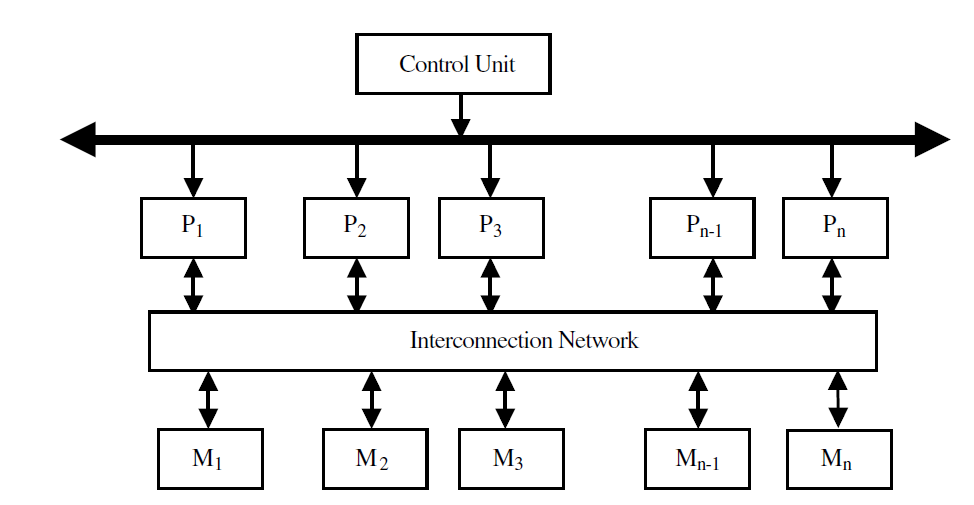 Control Unit
P1 P2 P3 Pn-1 Pn
Interconnection Network
M1 M2 M3 Mn-1 Mn